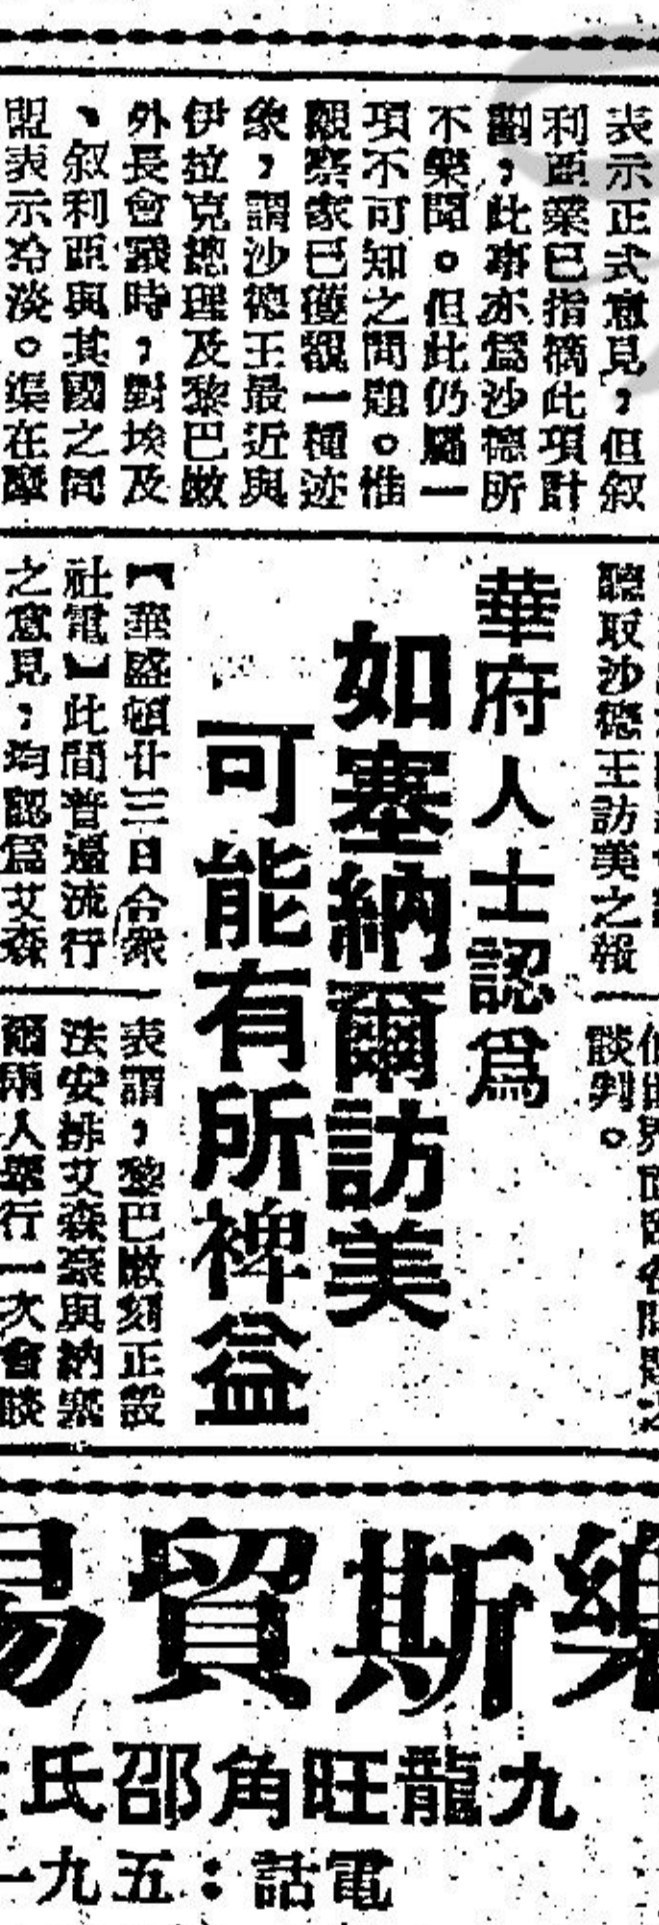 表示正式意見，但叙
利亞業已指摘此項計
劃，此事亦爲沙德所
不樂聞。但此仍屬一
項不可知之問題。惟
觀察家已獲覩一種迹
象，謂沙德王最近與
伊拉克總理及黎巴嫩
外長會議時，對埃及
、叙利亞與其國之同
盟表示冷淡。渠在摩
聽取沙德王訪美之報
談判。
華府人士認爲
如塞納爾訪美
可能有所裨益
【華盛頓廿三日合衆
社電】此間普遍流行
之意見，均認爲艾森
表謂，黎巴嫩刻正設
法安排艾森豪與納塞
爾兩人舉行一次會談
樂斯貿易
九龍旺角邵氏
電話：五九一